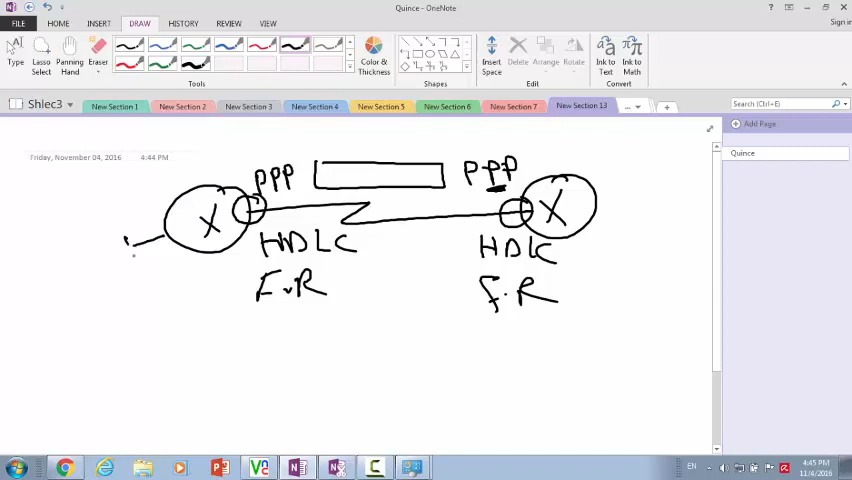 Quince - OneNote
FILE HOME INSERT DRAW HISTORY REVIEW VIEW
Sign in
Type Lasso Select Panning Hand Eraser Color & Thickness Insert Space Delete Arrange Rotate Ink to Text Ink to Math
Tools Shapes Edit Convert
Shlec3 New Section 1 New Section 2 New Section 3 New Section 4 New Section 5 New Section 6 New Section 7 New Section 13 ... Search (Ctrl+E)
Add Page
Quince
Friday, November 04, 2016 4:44 PM
PPP PPP
X X
HDLC HDLC
F.R F.R
EN 4:45 PM
11/4/2016